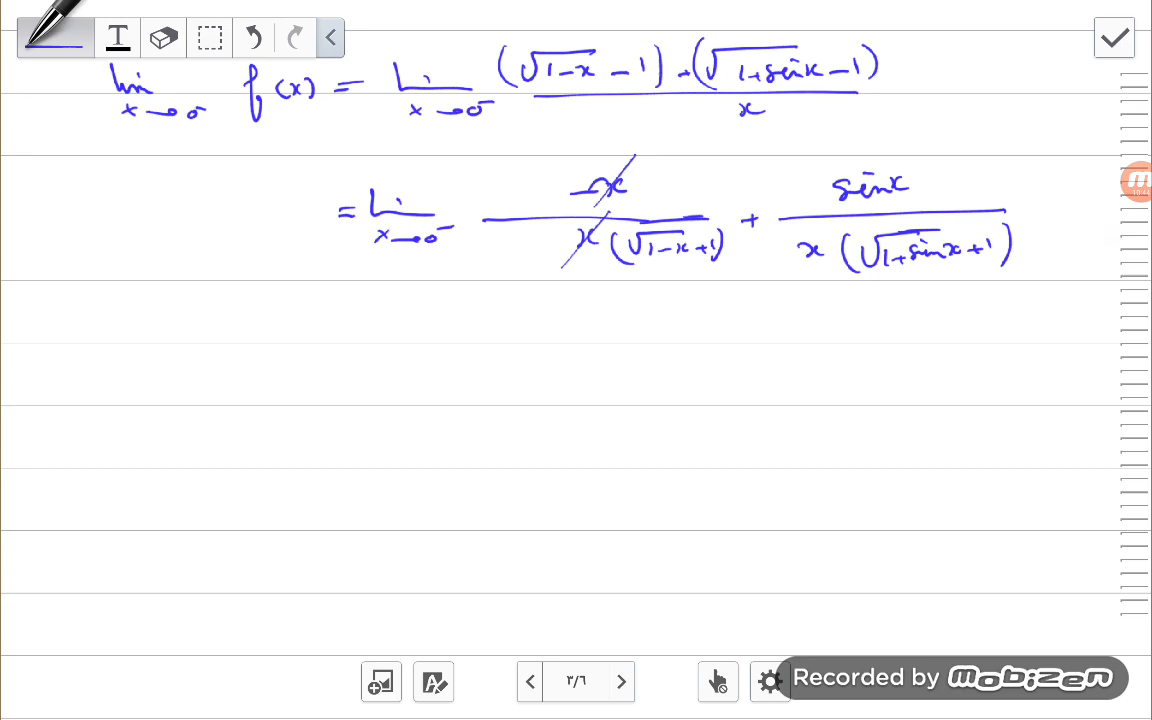 T
lim x→0⁻ f(x) = lim x→0⁻ ((√1-x - 1) + (√1+sinx - 1)) / x
= lim x→0⁻ -x / x(√1-x + 1) + sinx / x(√1+sinx + 1)
٣/٦
Recorded by mobizen